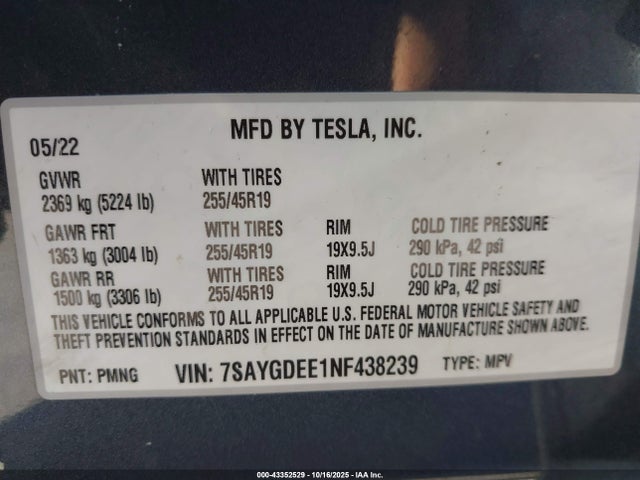 MFD BY TESLA, INC.
05/22
GVWR WITH TIRES
2369 kg (5224 lb) 255/45R19
GAWR FRT WITH TIRES RIM COLD TIRE PRESSURE
1363 kg (3004 lb) 255/45R19 19X9.5J 290 kPa, 42 psi
GAWR RR WITH TIRES RIM COLD TIRE PRESSURE
1500 kg (3306 lb) 255/45R19 19X9.5J 290 kPa, 42 psi
THIS VEHICLE CONFORMS TO ALL APPLICABLE U.S. FEDERAL MOTOR VEHICLE SAFETY AND
THEFT PREVENTION STANDARDS IN EFFECT ON THE DATE OF MANUFACTURE SHOWN ABOVE.
PNT: PMNG VIN: 7SAYGDEE1NF438239 TYPE: MPV
000-43352529 - 10/16/2025 - IAA Inc.